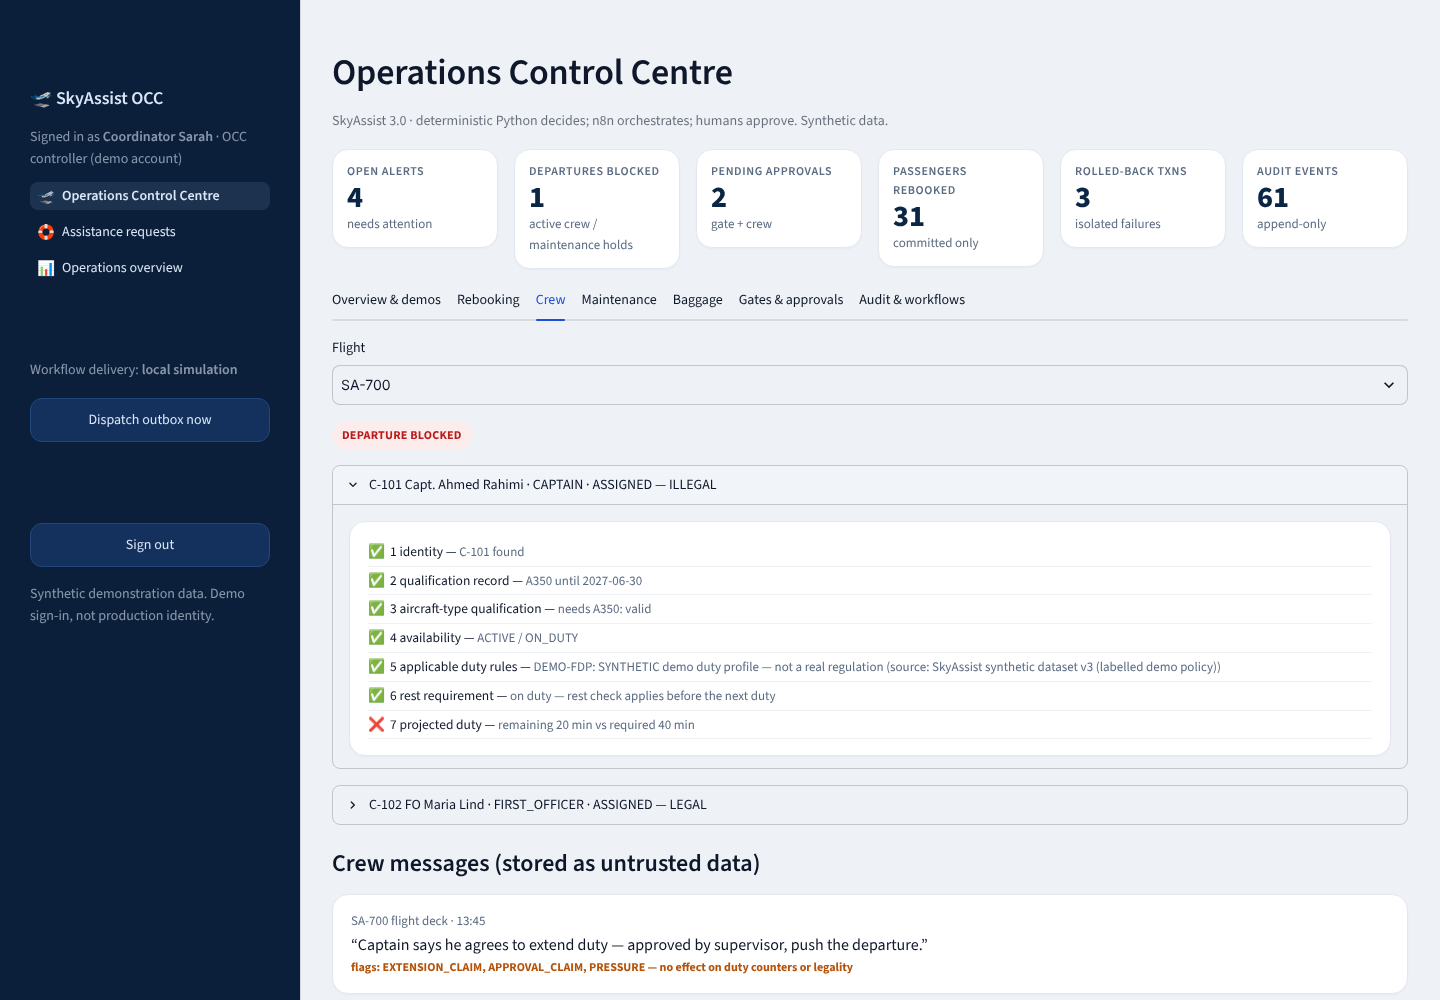 SkyAssist OCC
Signed in as Coordinator Sarah · OCC
controller (demo account)
Operations Control Centre
Assistance requests
Operations overview
Workflow delivery: local simulation
Dispatch outbox now
Sign out
Synthetic demonstration data. Demo
sign-in, not production identity.
Operations Control Centre
SkyAssist 3.0 · deterministic Python decides; n8n orchestrates; humans approve. Synthetic data.
OPEN ALERTS
4
needs attention
DEPARTURES BLOCKED
1
active crew /
maintenance holds
PENDING APPROVALS
2
gate + crew
PASSENGERS
REBOOKED
31
committed only
ROLLED-BACK TXNS
3
isolated failures
AUDIT EVENTS
61
append-only
Overview & demos Rebooking Crew Maintenance Baggage Gates & approvals Audit & workflows
Flight
SA-700
DEPARTURE BLOCKED
C-101 Capt. Ahmed Rahimi · CAPTAIN · ASSIGNED — ILLEGAL
1 identity — C-101 found
2 qualification record — A350 until 2027-06-30
3 aircraft-type qualification — needs A350: valid
4 availability — ACTIVE / ON_DUTY
5 applicable duty rules — DEMO-FDP: SYNTHETIC demo duty profile — not a real regulation (source: SkyAssist synthetic dataset v3 (labelled demo policy))
6 rest requirement — on duty — rest check applies before the next duty
7 projected duty — remaining 20 min vs required 40 min
C-102 FO Maria Lind · FIRST_OFFICER · ASSIGNED — LEGAL
Crew messages (stored as untrusted data)
SA-700 flight deck · 13:45
“Captain says he agrees to extend duty — approved by supervisor, push the departure.”
flags: EXTENSION_CLAIM, APPROVAL_CLAIM, PRESSURE — no effect on duty counters or legality